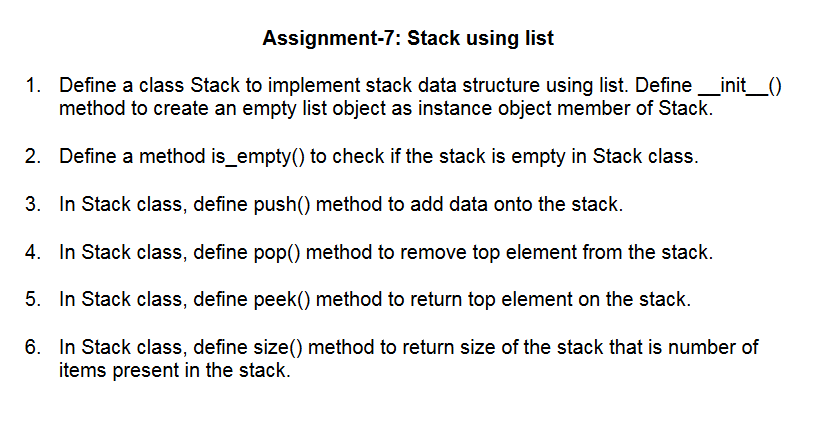 Assignment-7: Stack using list
1. Define a class Stack to implement stack data structure using list. Define __init__()
method to create an empty list object as instance object member of Stack.
2. Define a method is_empty() to check if the stack is empty in Stack class.
3. In Stack class, define push() method to add data onto the stack.
4. In Stack class, define pop() method to remove top element from the stack.
5. In Stack class, define peek() method to return top element on the stack.
6. In Stack class, define size() method to return size of the stack that is number of
items present in the stack.